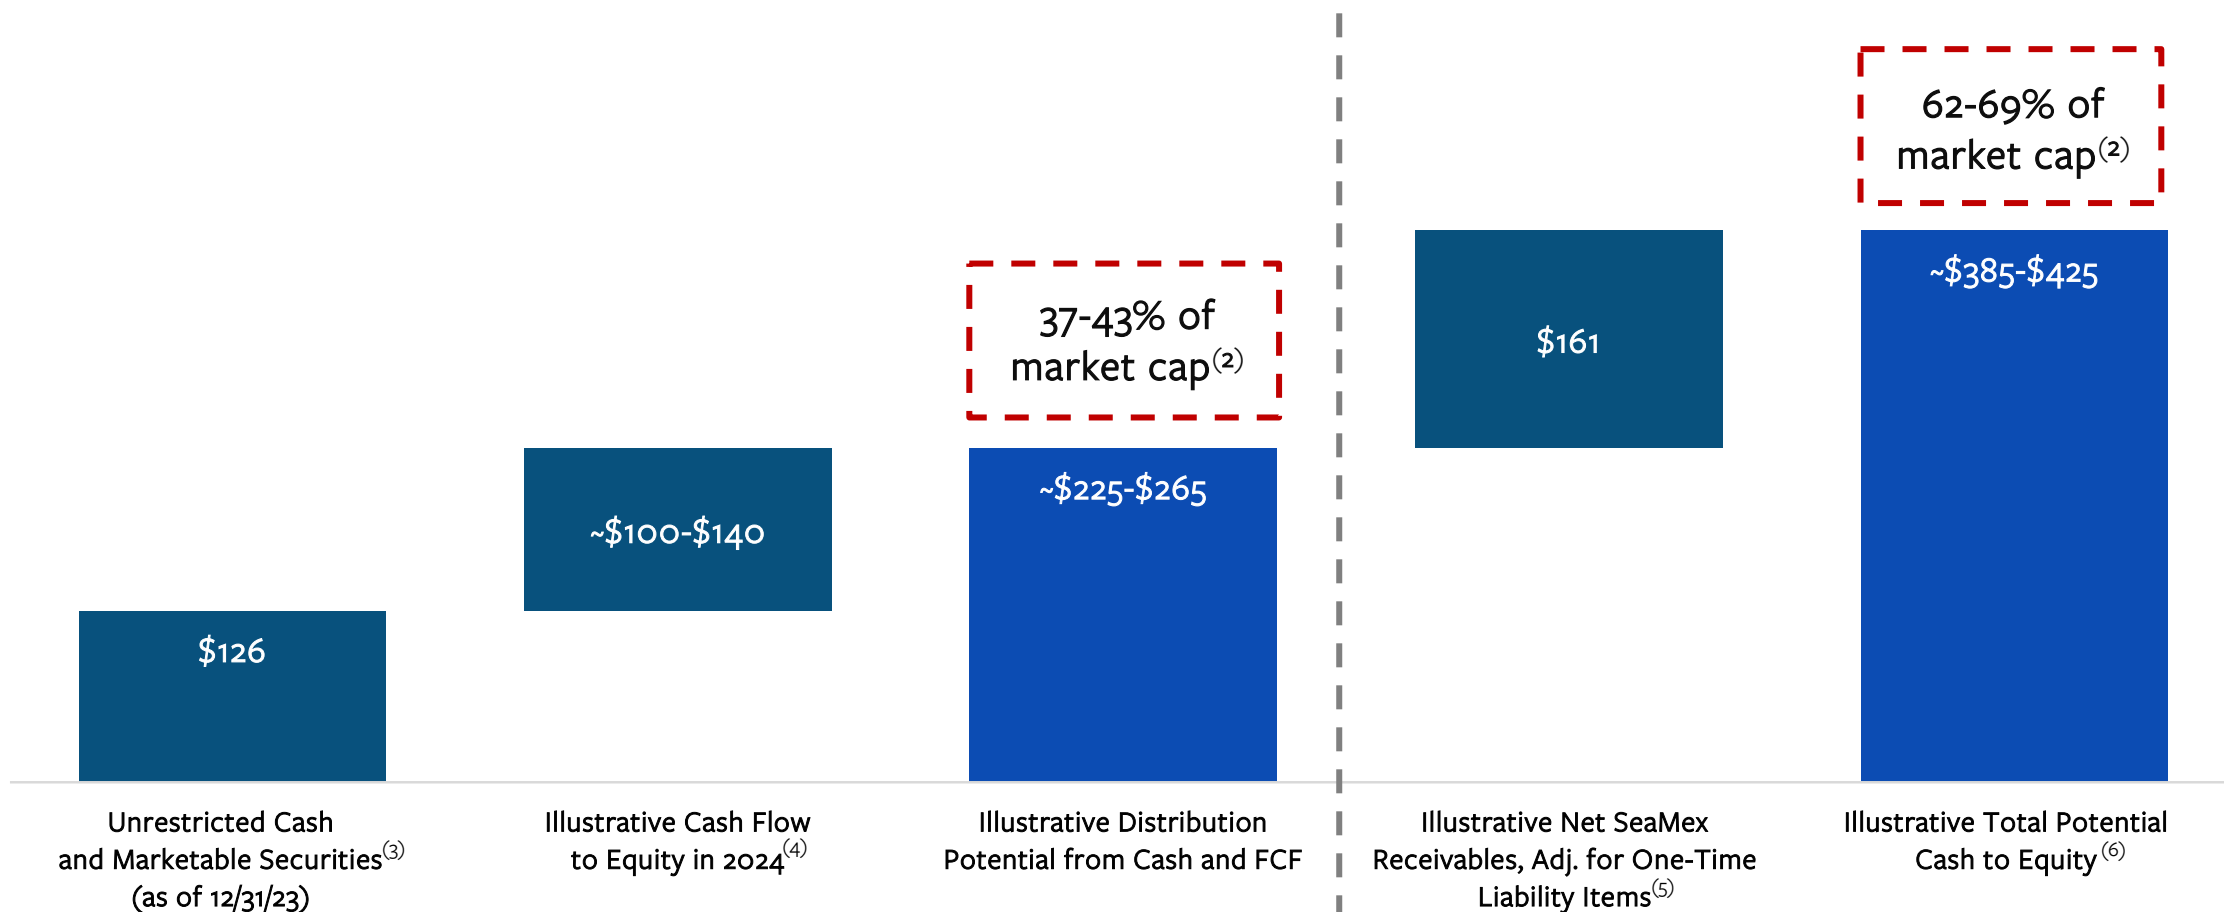 62-69% of
market cap(2)
37-43% of
market cap(2)
~$385-$425
$161
~$225-$265
~$100-$140
$126
Unrestricted Cash
and Marketable Securities(3)
(as of 12/31/23)
Illustrative Cash Flow
to Equity in 2024(4)
Illustrative Distribution
Potential from Cash and FCF
Illustrative Net SeaMex
Receivables, Adj. for One-Time
Liability Items(5)
Illustrative Total Potential
Cash to Equity (6)